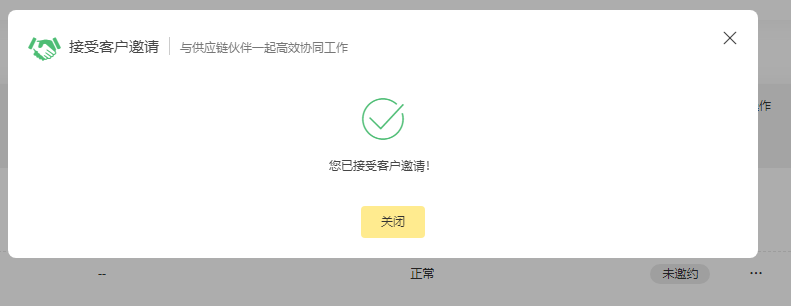 接受客户邀请 与供应链伙伴一起高效协同工作
作
您已接受客户邀请！
关闭
-- 正常 未邀约 ...